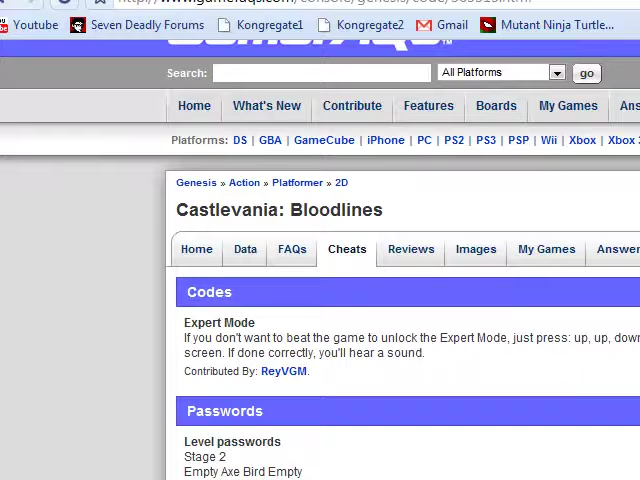 Youtube Seven Deadly Forums Kongregate1 Kongregate2 Gmail Mutant Ninja Turtle...
Search: All Platforms go
Home What's New Contribute Features Boards My Games
Platforms: DS | GBA | GameCube | iPhone | PC | PS2 | PS3 | PSP | Wii | Xbox | Xbox
Genesis » Action » Platformer » 2D
Castlevania: Bloodlines
Home Data FAQs Cheats Reviews Images My Games Answer
Codes
Expert Mode
If you don't want to beat the game to unlock the Expert Mode, just press: up, up, down
screen. If done correctly, you'll hear a sound.
Contributed By: ReyVGM.
Passwords
Level passwords
Stage 2
Empty Axe Bird Empty